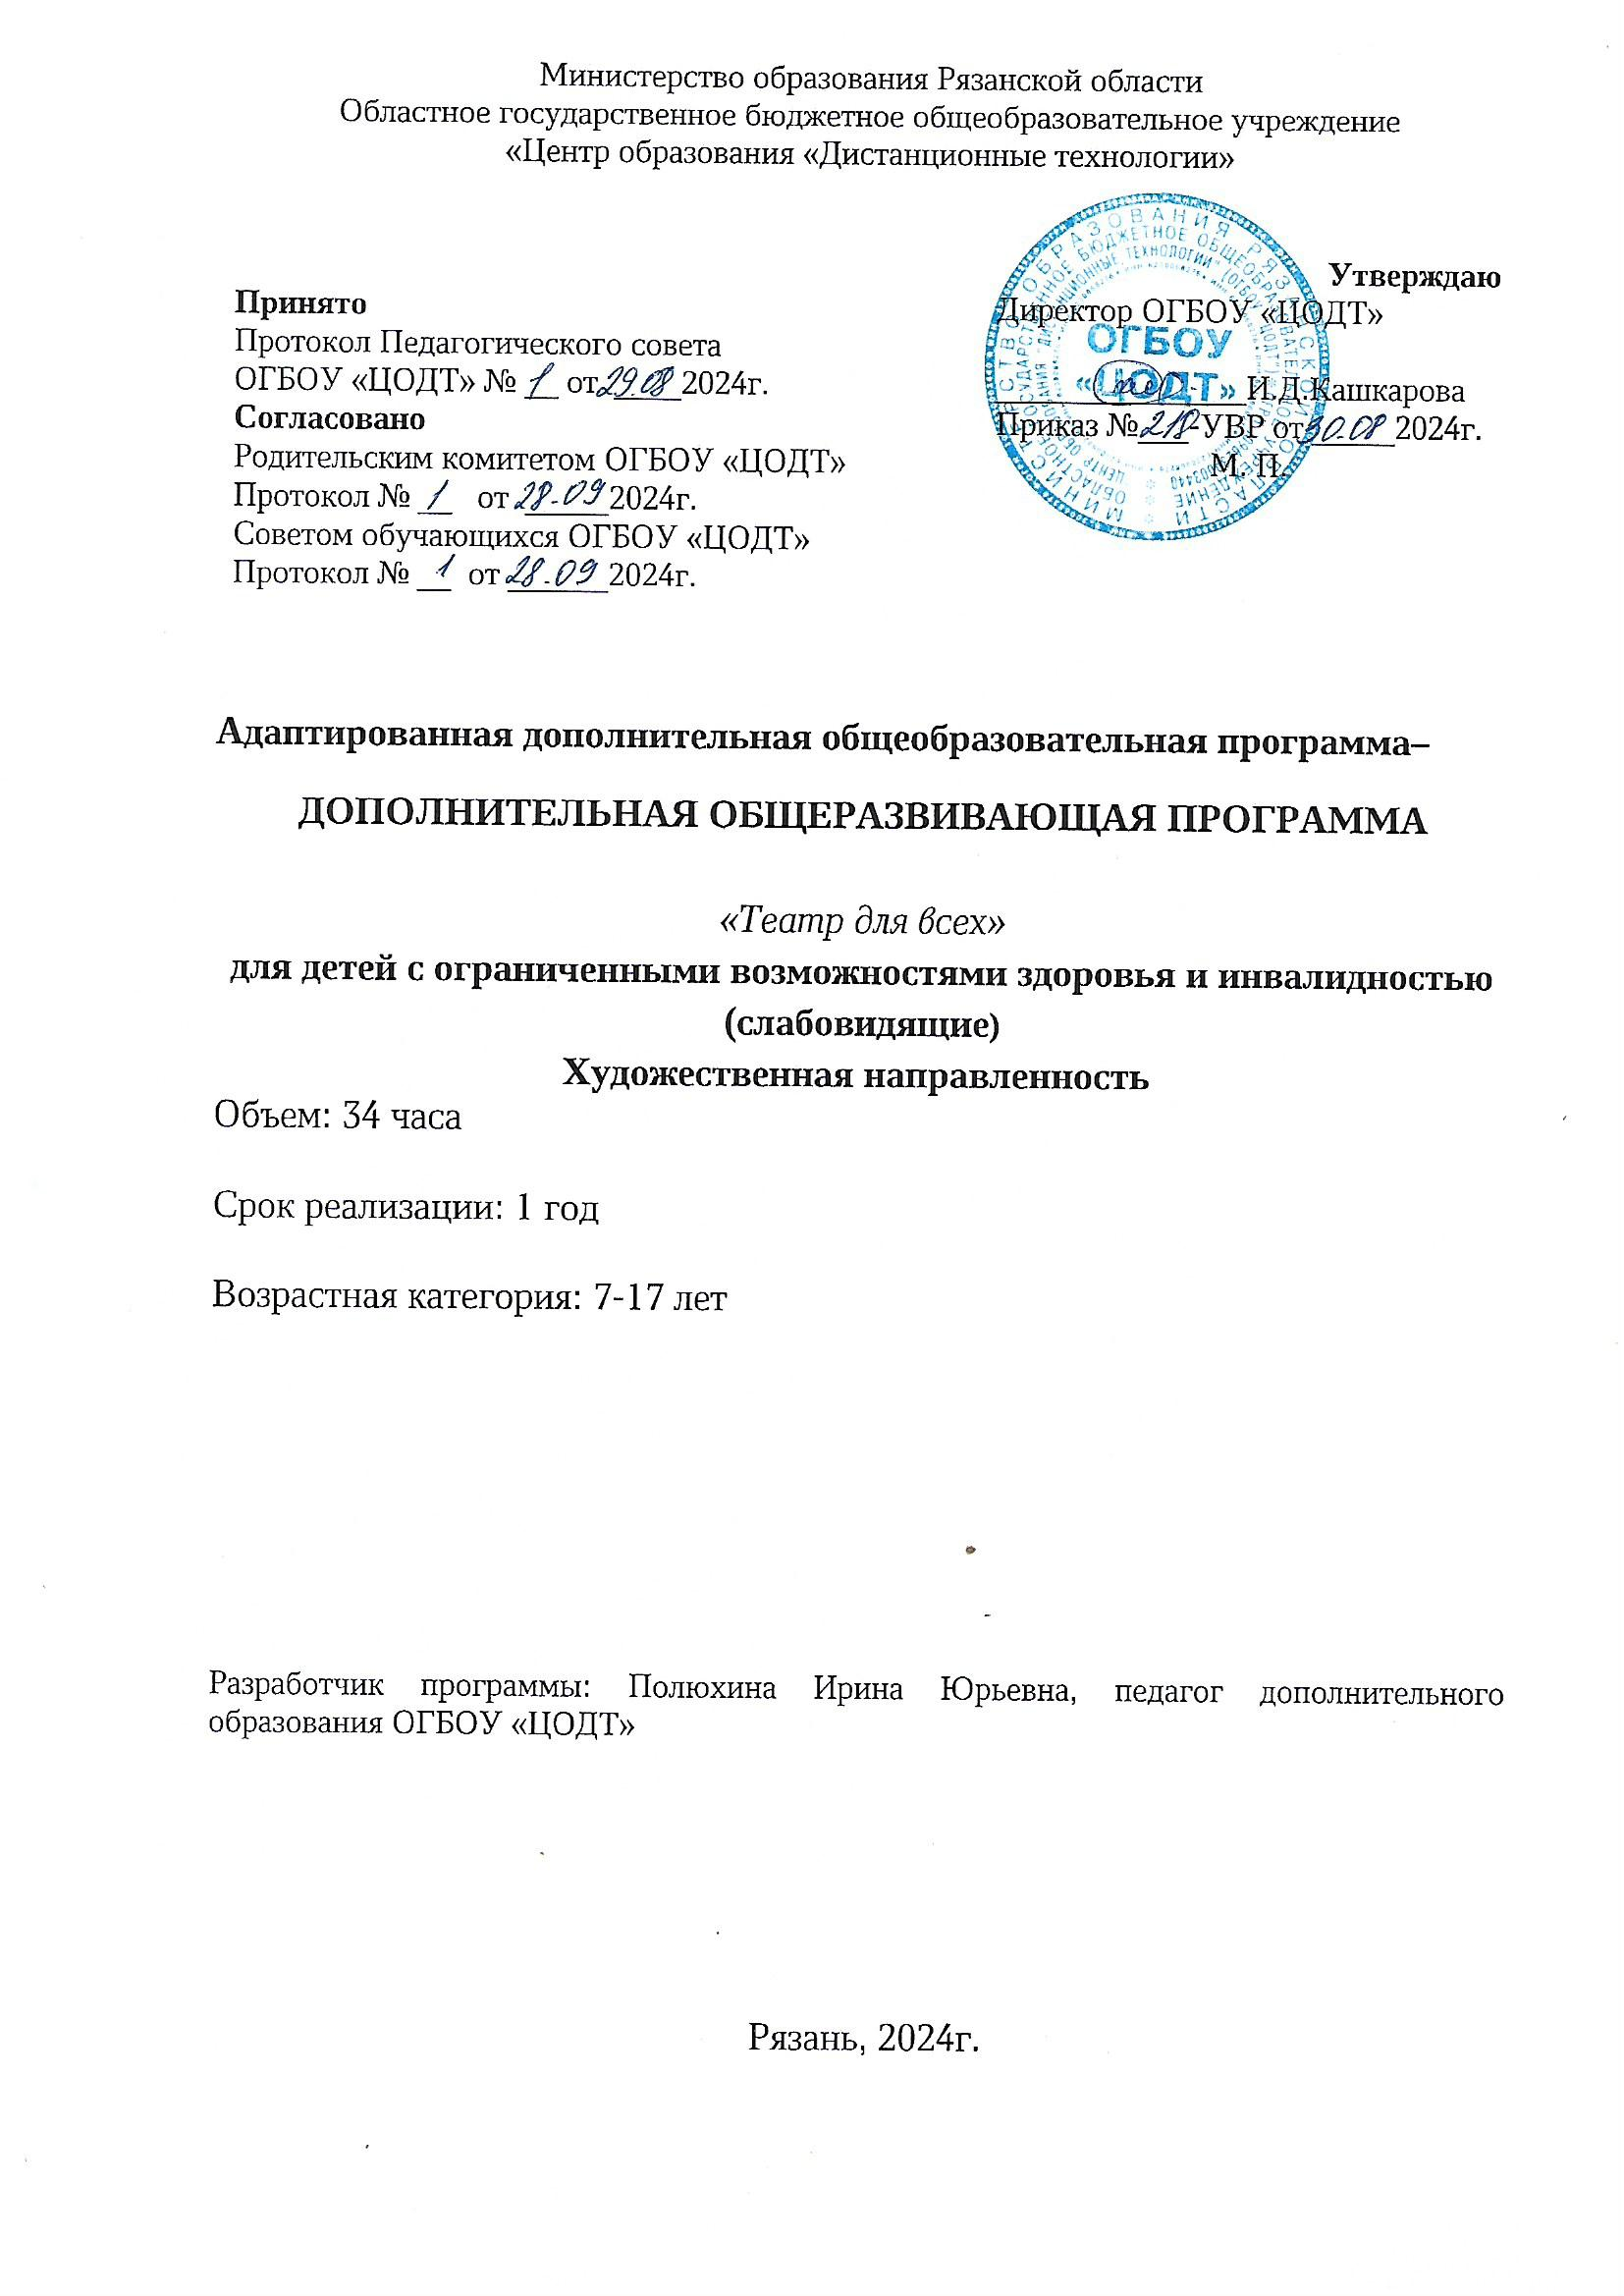 Министерство образования Рязанской области
Областное государственное бюджетное общеобразовательное учреждение
«Центр образования «Дистанционные технологии»
Принято
Протокол Педагогического совета
ОГБОУ «ЦОДТ» № 1 от 29.08 2024г.
Согласовано
Родительским комитетом ОГБОУ «ЦОДТ»
Протокол № 1 от 28.09 2024г.
Советом обучающихся ОГБОУ «ЦОДТ»
Протокол № 1 от 28.09 2024г.
Утверждаю
Директор ОГБОУ «ЦОДТ»
И.Д.Кашкарова
Приказ № 218-УВР от 30.08 2024г.
М. П.
ОГБОУ
«ЦОДТ»
Адаптированная дополнительная общеобразовательная программа–
ДОПОЛНИТЕЛЬНАЯ ОБЩЕРАЗВИВАЮЩАЯ ПРОГРАММА
«Театр для всех»
для детей с ограниченными возможностями здоровья и инвалидностью
(слабовидящие)
Художественная направленность
Объем: 34 часа
Срок реализации: 1 год
Возрастная категория: 7-17 лет
Разработчик программы: Полюхина Ирина Юрьевна, педагог дополнительного
образования ОГБОУ «ЦОДТ»
Рязань, 2024г.